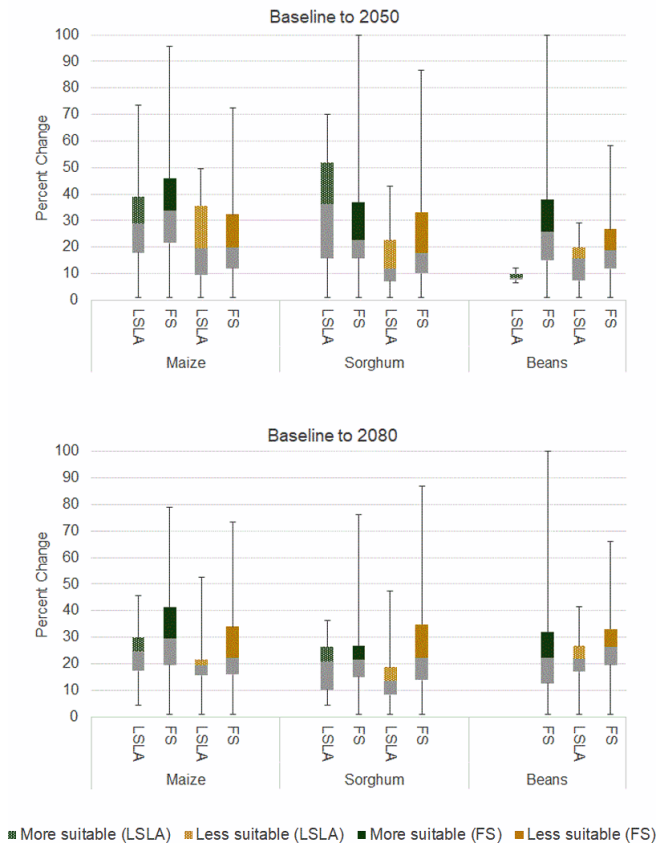 Baseline to 2050
100
90
80
70
60
50
40
30
20
10
0
Percent Change
LSLA FS LSLA FS LSLA FS LSLA FS LSLA FS LSLA FS
Maize Sorghum Beans
Baseline to 2080
100
90
80
70
60
50
40
30
20
10
0
Percent Change
LSLA FS LSLA FS LSLA FS LSLA FS FS LSLA FS
Maize Sorghum Beans
More suitable (LSLA) Less suitable (LSLA) More suitable (FS) Less suitable (FS)